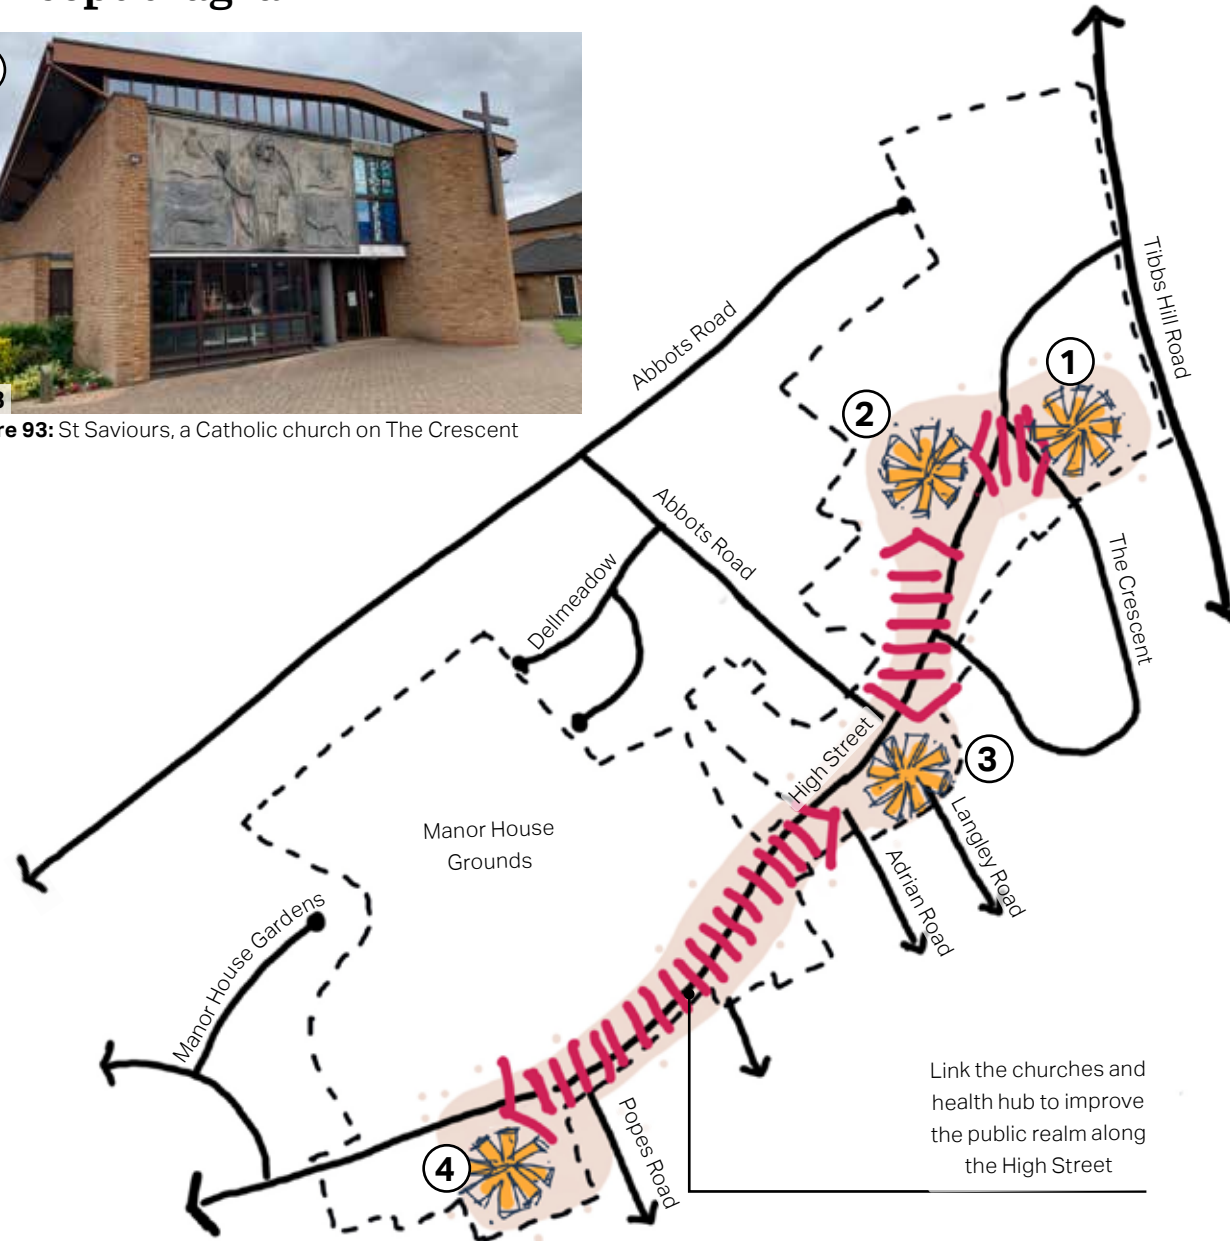 re 93: St Saviours, a Catholic church on The Crescent
Abbots Road
Tibbs Hill Road
1
2
Abbots Road
Dellmeadow
The Crescent
High Street
3
Manor House
Grounds
Langley Road
Adrian Road
Manor House Gardens
Link the churches and
health hub to improve
the public realm along
the High Street
Popes Road
4